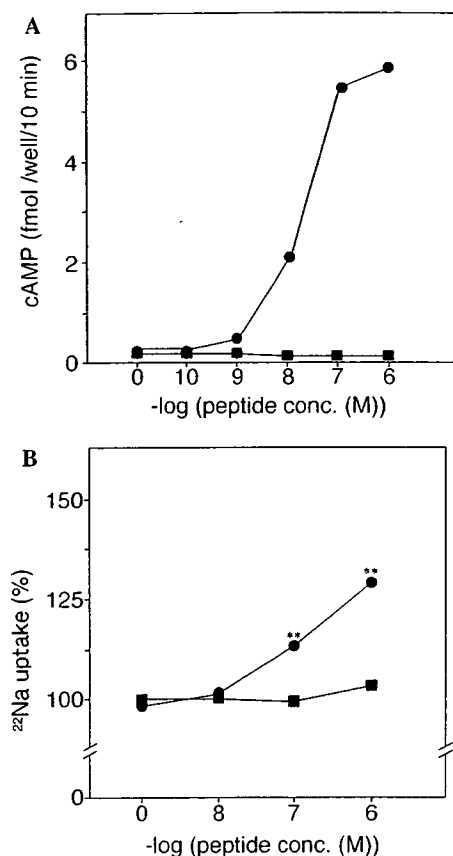 A
6
4
2
0
cAMP (fmol /well/10 min)
0 10 9 8 7 6
-log (peptide conc. (M))
B
150
125
100
0
²²Na uptake (%)
**
**
0 8 7 6
-log (peptide conc. (M))